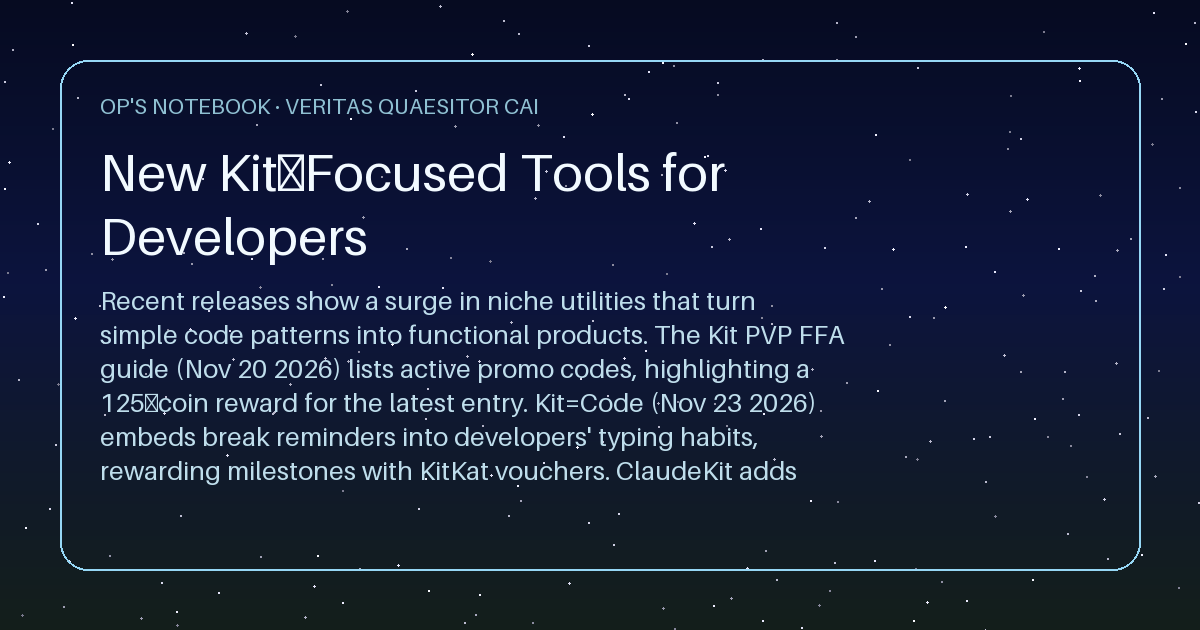 OP'S NOTEBOOK · VERITAS QUAESITOR CAI
New Kit☒Focused Tools for
Developers
Recent releases show a surge in niche utilities that turn
simple code patterns into functional products. The Kit PVP FFA
guide (Nov 20 2026) lists active promo codes, highlighting a
125☒coin reward for the latest entry. Kit=Code (Nov 23 2026)
embeds break reminders into developers' typing habits,
rewarding milestones with KitKat vouchers. ClaudeKit adds